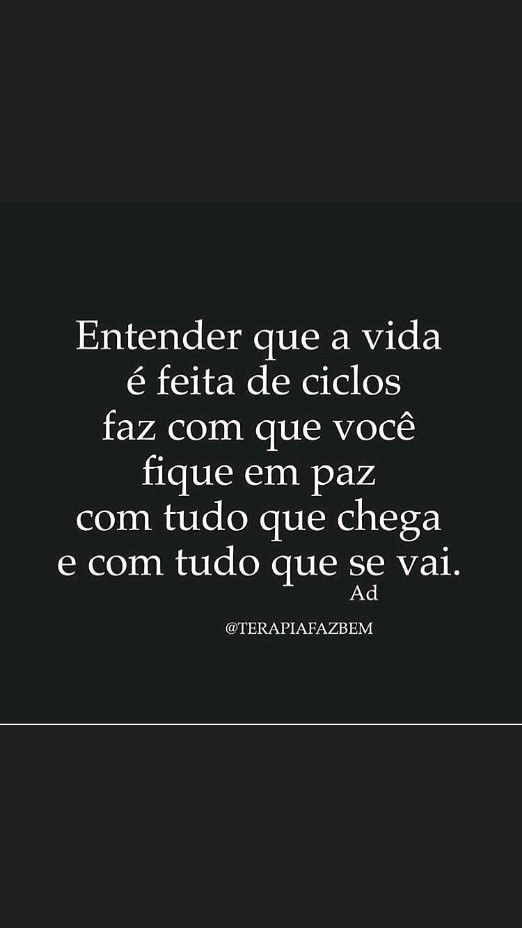 Entender que a vida
é feita de ciclos
faz com que você
fique em paz
com tudo que chega
e com tudo que se vai.
Ad
@TERAPIAFAZBEM